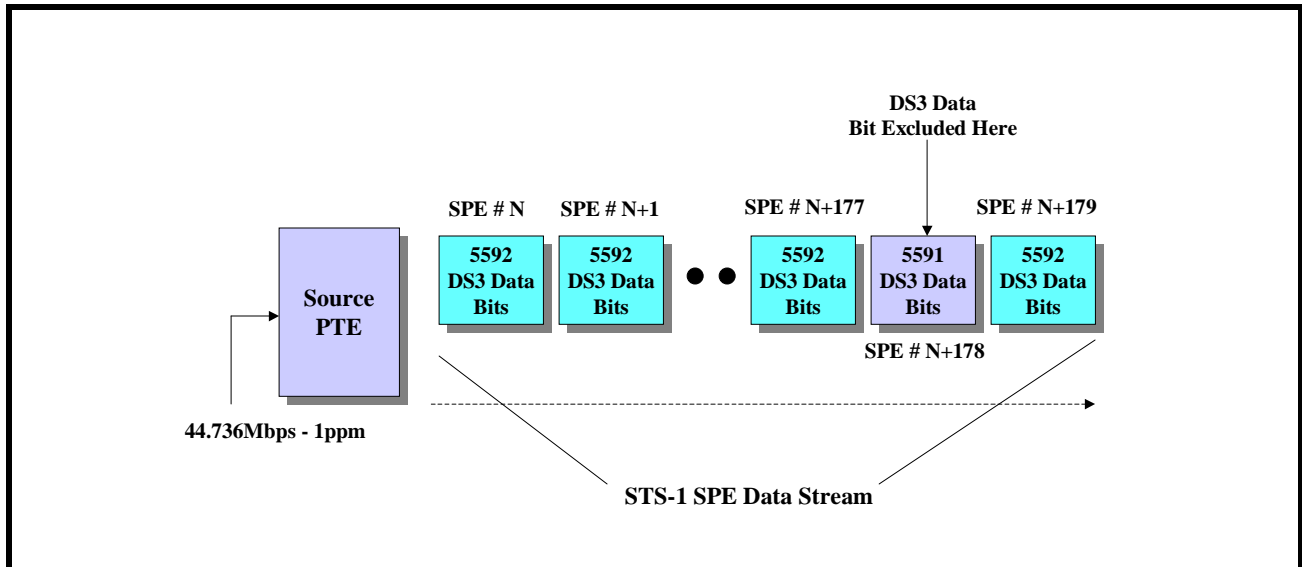 DS3 Data
Bit Excluded Here
SPE # N
SPE # N+1
SPE # N+177
SPE # N+179
Source
PTE
5592
DS3 Data
Bits
5592
DS3 Data
Bits
5592
DS3 Data
Bits
5591
DS3 Data
Bits
5592
DS3 Data
Bits
SPE # N+178
44.736Mbps - 1ppm
STS-1 SPE Data Stream